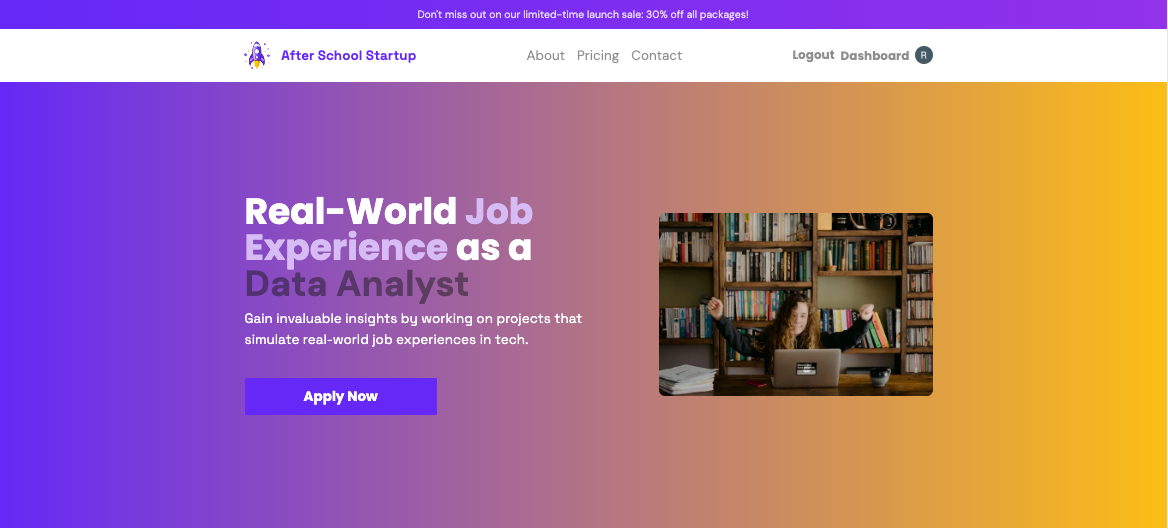 Don't miss out on our limited-time launch sale: 30% off all packages!
After School Startup
About Pricing Contact
Logout Dashboard R
Real-World Job
Experience as a
Data Analyst
Gain invaluable insights by working on projects that
simulate real-world job experiences in tech.
Apply Now